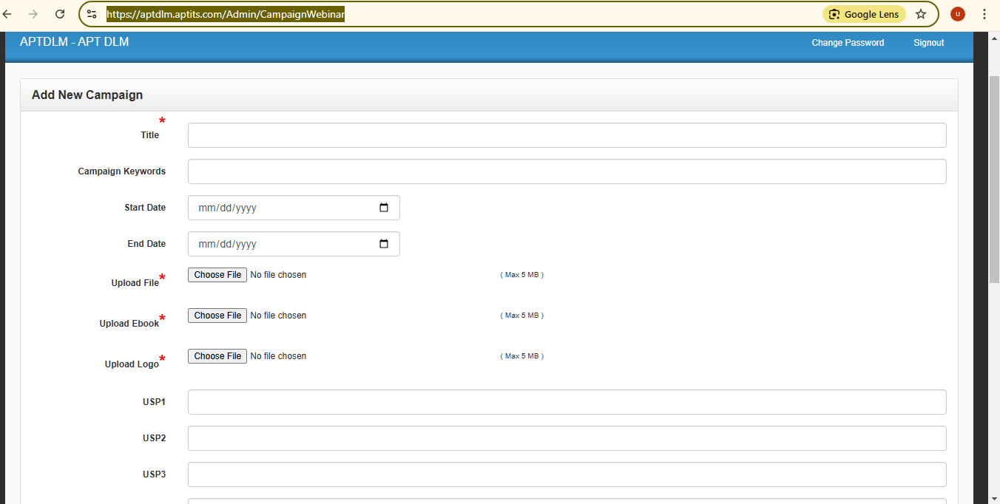 https://aptdlm.aptits.com/Admin/CampaignWebinar Google Lens u
APTDLM - APT DLM Change Password Signout
Add New Campaign
*
Title
Campaign Keywords
Start Date mm/dd/yyyy
End Date mm/dd/yyyy
Upload File* Choose File No file chosen ( Max 5 MB )
Upload Ebook* Choose File No file chosen ( Max 5 MB )
Upload Logo* Choose File No file chosen ( Max 5 MB )
USP1
USP2
USP3